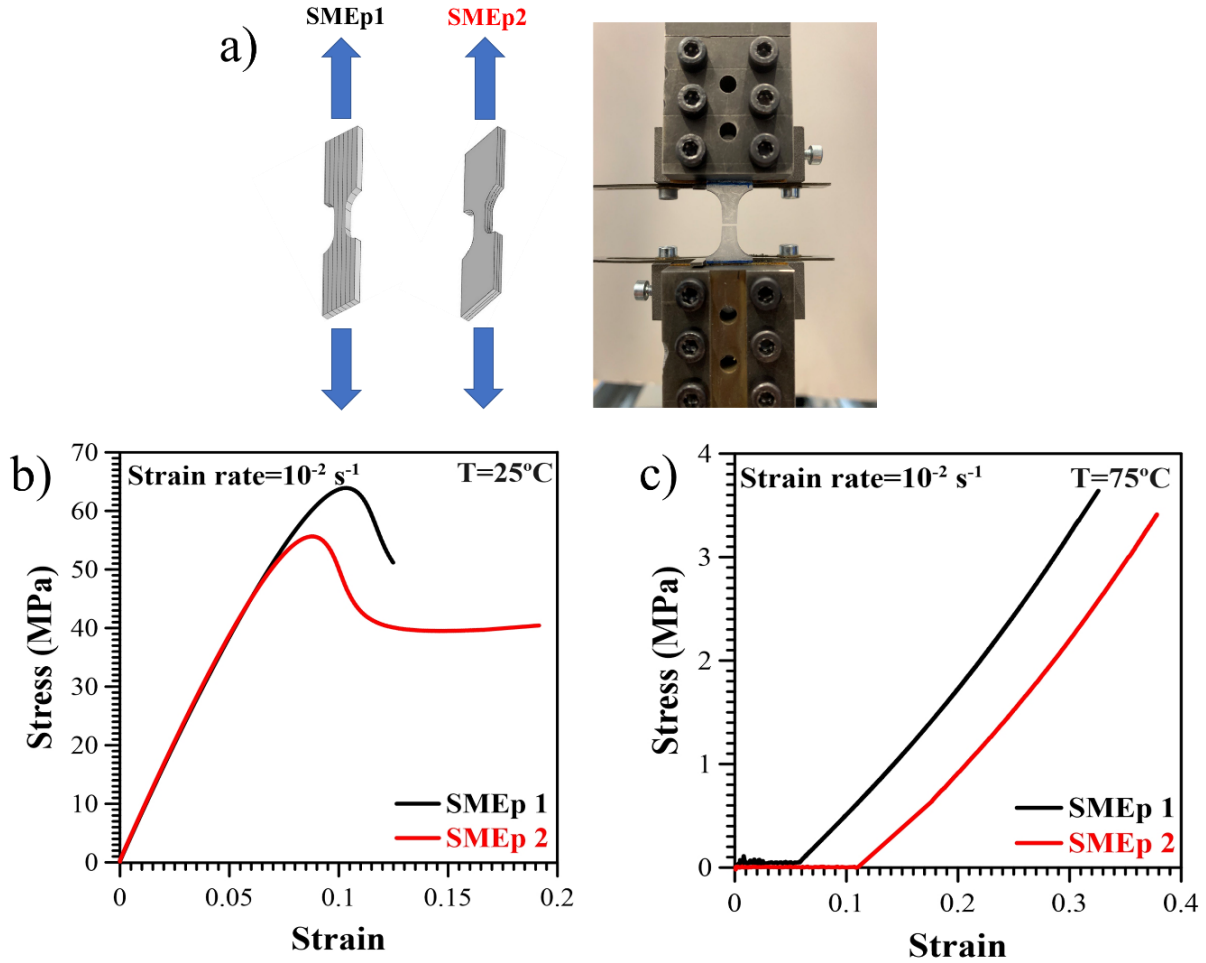 SMEp1 SMEp2
a)
b)
70
60
50
40
30
20
10
0
Stress (MPa)
Strain rate=10⁻² s⁻¹ T=25ºC
SMEp 1
SMEp 2
0 0.05 0.1 0.15 0.2
Strain
c)
4
3
2
1
0
Stress (MPa)
Strain rate=10⁻² s⁻¹ T=75ºC
SMEp 1
SMEp 2
0 0.1 0.2 0.3 0.4
Strain